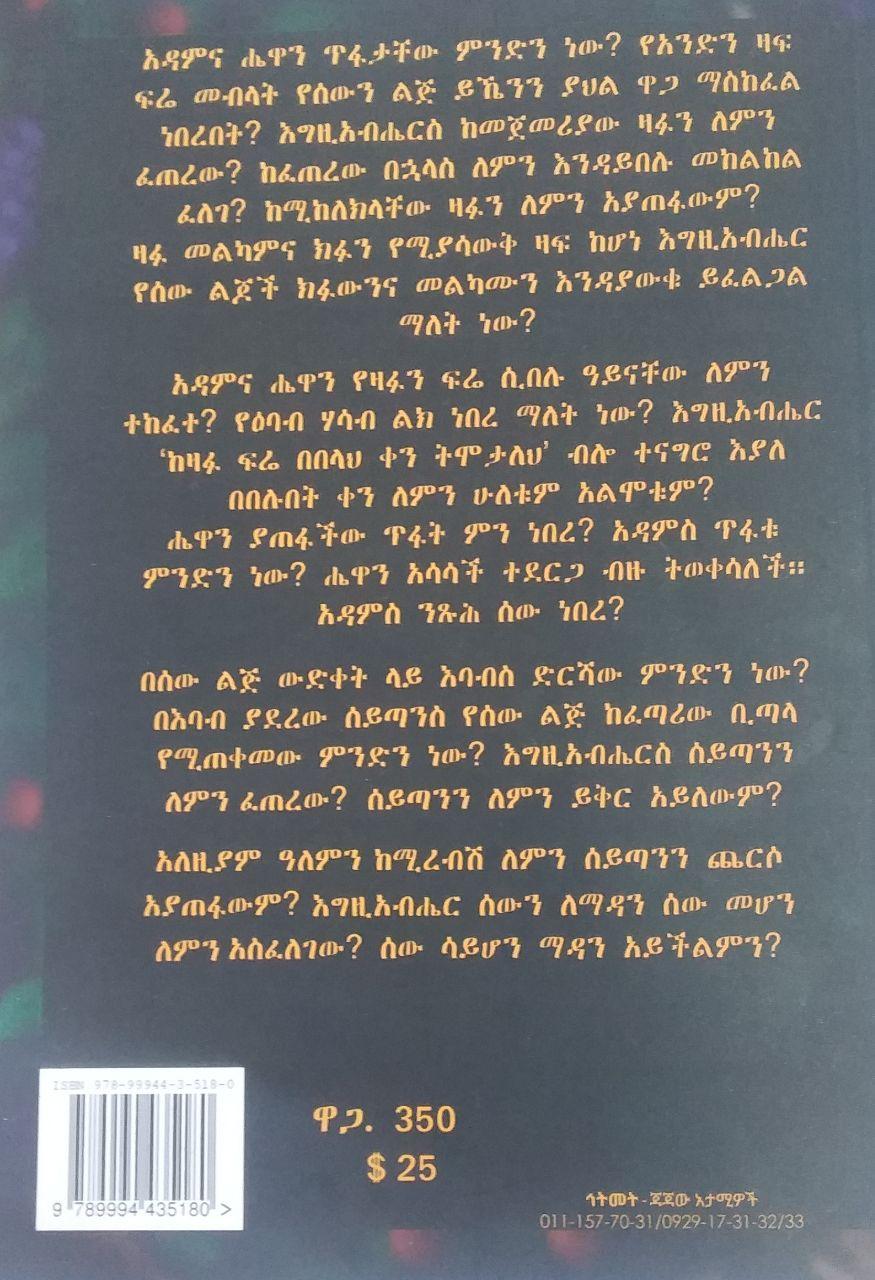 አዳምና ሔዋን ጥፋታቸው ምንድን ነው? የአንድን ዛፍ
ፍሬ መብላት የሰውን ልጅ ይኼንን ያህል ዋጋ ማስከፈል
ነበረበት? እግዚአብሔርስ ከመጀመሪያው ዛፉን ለምን
ፈጠረው? ከፈጠረው በኋላስ ለምን እንዳይበሉ መከልከል
ፈለገ? ከሚከለክላቸው ዛፉን ለምን አያጠፋውም?
ዛፉ መልካምና ክፉን የሚያሳውቅ ዛፍ ከሆነ እግዚአብሔር
የሰው ልጆች ክፉውንና መልካሙን እንዳያውቁ ይፈልጋል
ማለት ነው?
አዳምና ሔዋን የዛፉን ፍሬ ሲበሉ ዓይናቸው ለምን
ተከፈተ? የዕባብ ሃሳብ ልክ ነበረ ማለት ነው? እግዚአብሔር
‘ከዛፉ ፍሬ በበላህ ቀን ትሞታለህ’ ብሎ ተናግሮ እያለ
በበሉበት ቀን ለምን ሁለቱም አልሞቱም?
ሔዋን ያጠፋችው ጥፋት ምን ነበረ? አዳምስ ጥፋቱ
ምንድን ነው? ሔዋን አሳሳች ተደርጋ ብዙ ትወቀሳለች።
አዳምስ ንጹሕ ሰው ነበረ?
በሰው ልጅ ውድቀት ላይ እባብስ ድርሻው ምንድን ነው?
በእባብ ያደረው ሰይጣንስ የሰው ልጅ ከፈጣሪው ቢጣላ
የሚጠቀመው ምንድን ነው? እግዚአብሔርስ ሰይጣንን
ለምን ፈጠረው? ሰይጣንን ለምን ይቅር አይለውም?
አለዚያም ዓለምን ከሚረብሽ ለምን ሰይጣንን ጨርሶ
አያጠፋውም? እግዚአብሔር ሰውን ለማዳን ሰው መሆን
ለምን አስፈለገው? ሰው ሳይሆን ማዳን አይችልምን?
ISBN 978-99944-3-518-0
9 789994 435180 >
ዋጋ. 350
$ 25
ኅትመት - ጄጄው አታሚዎች
011-157-70-31/0929-17-31-32/33